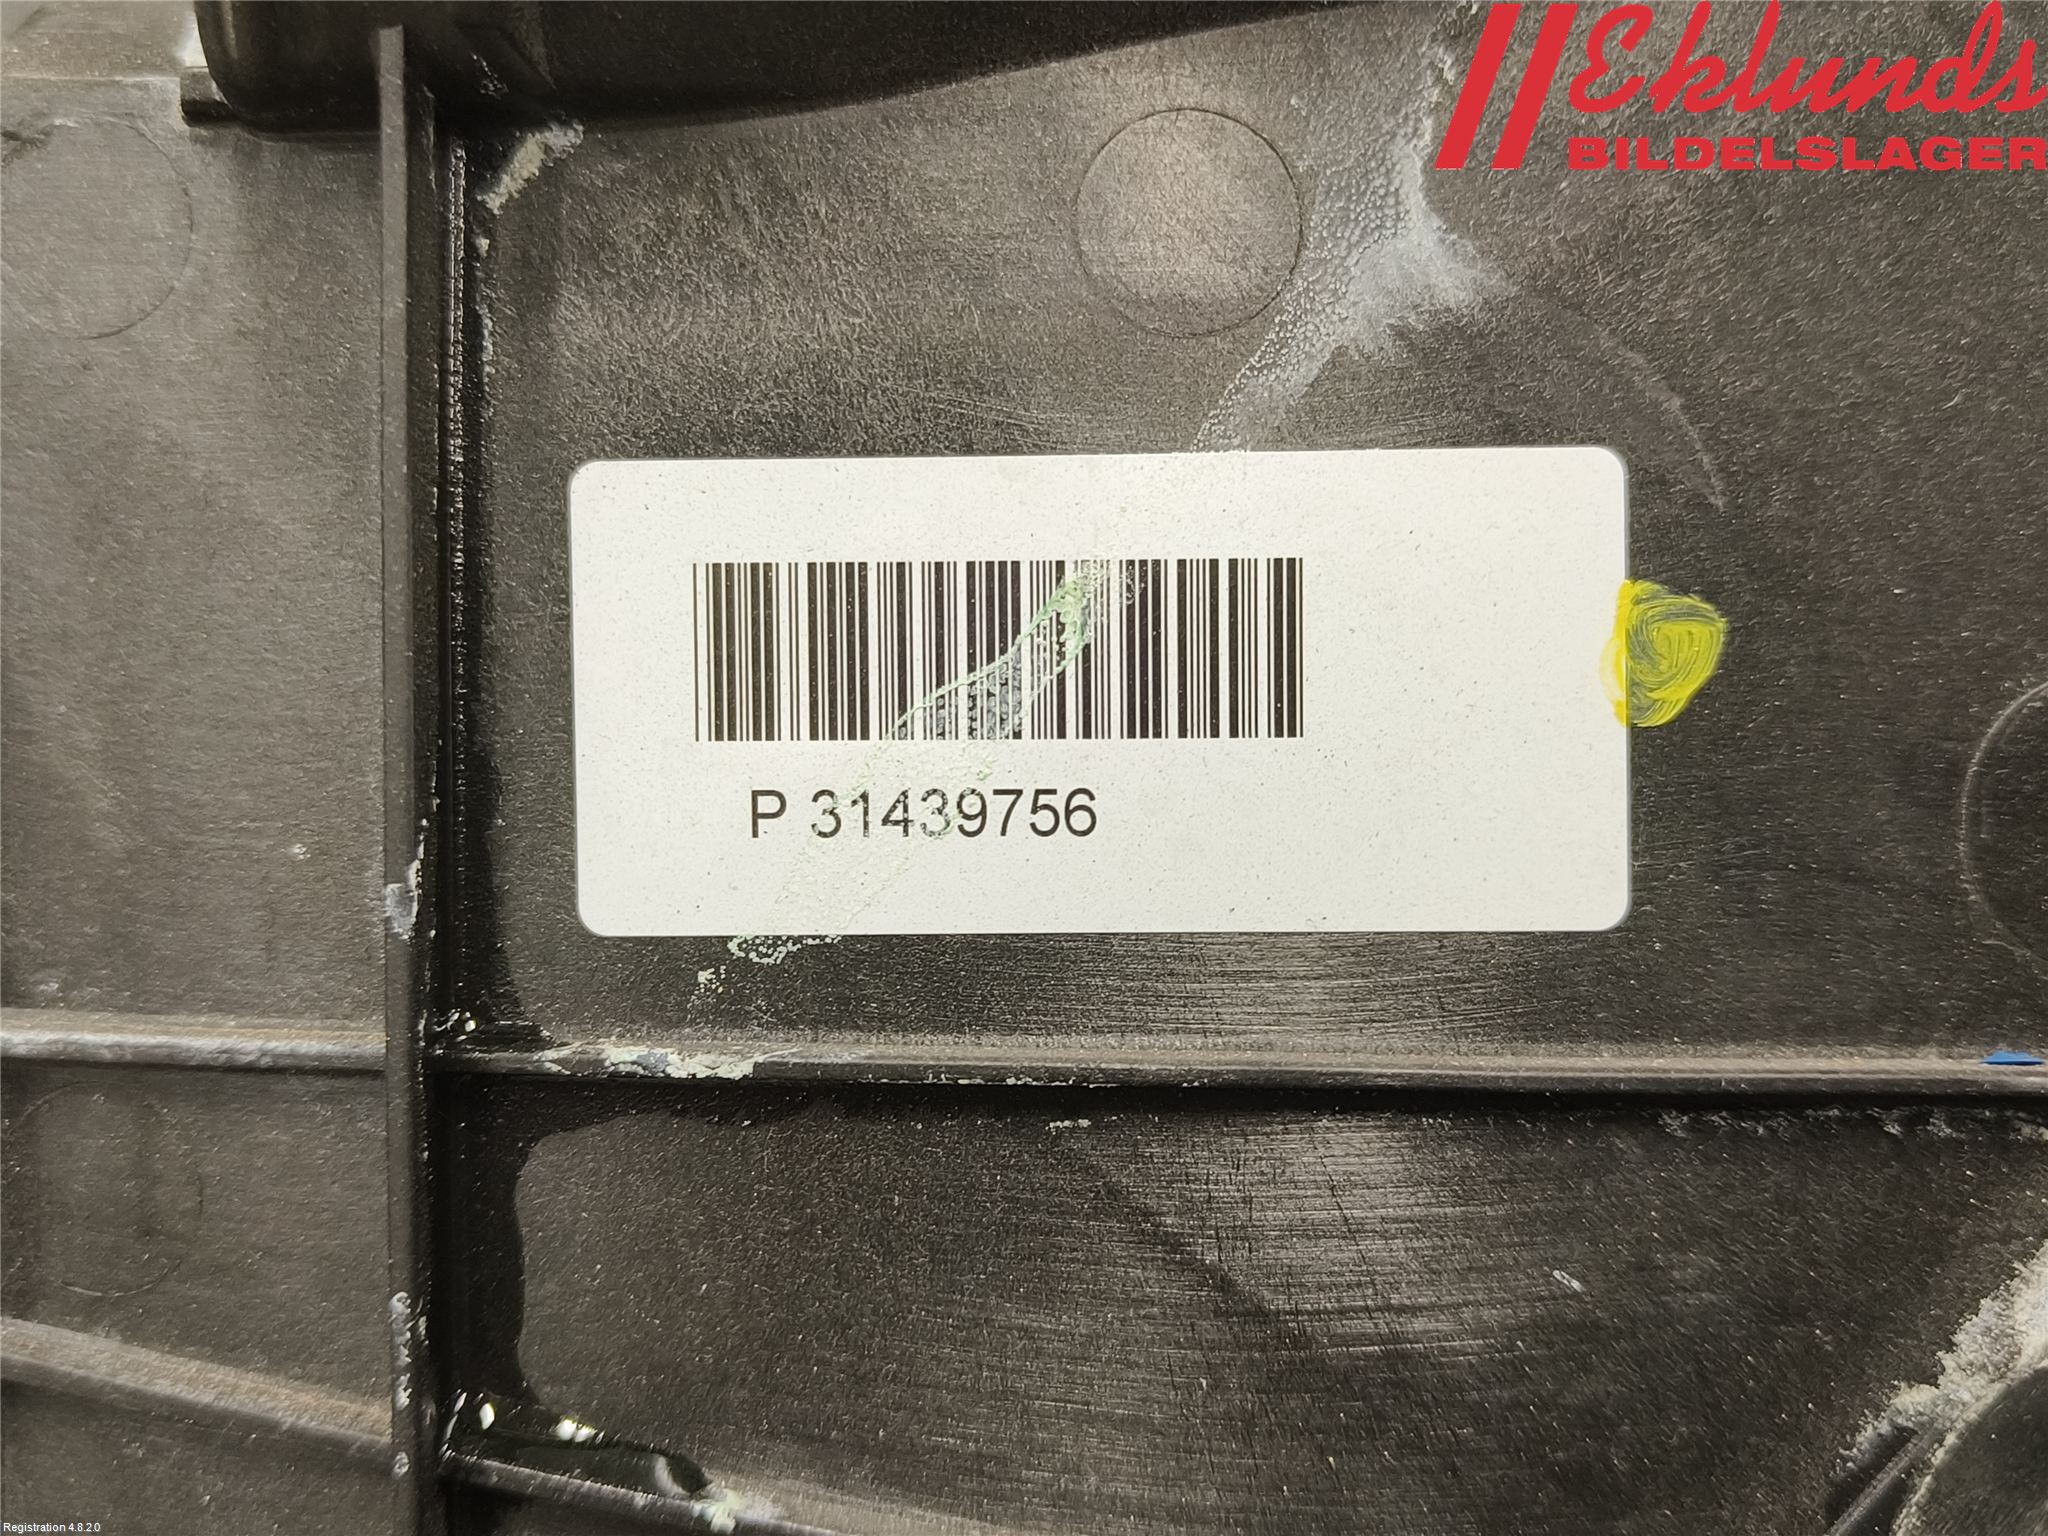 Eklunds
BILDELSLAGER
P 31439756
Registration 4.8.2.0